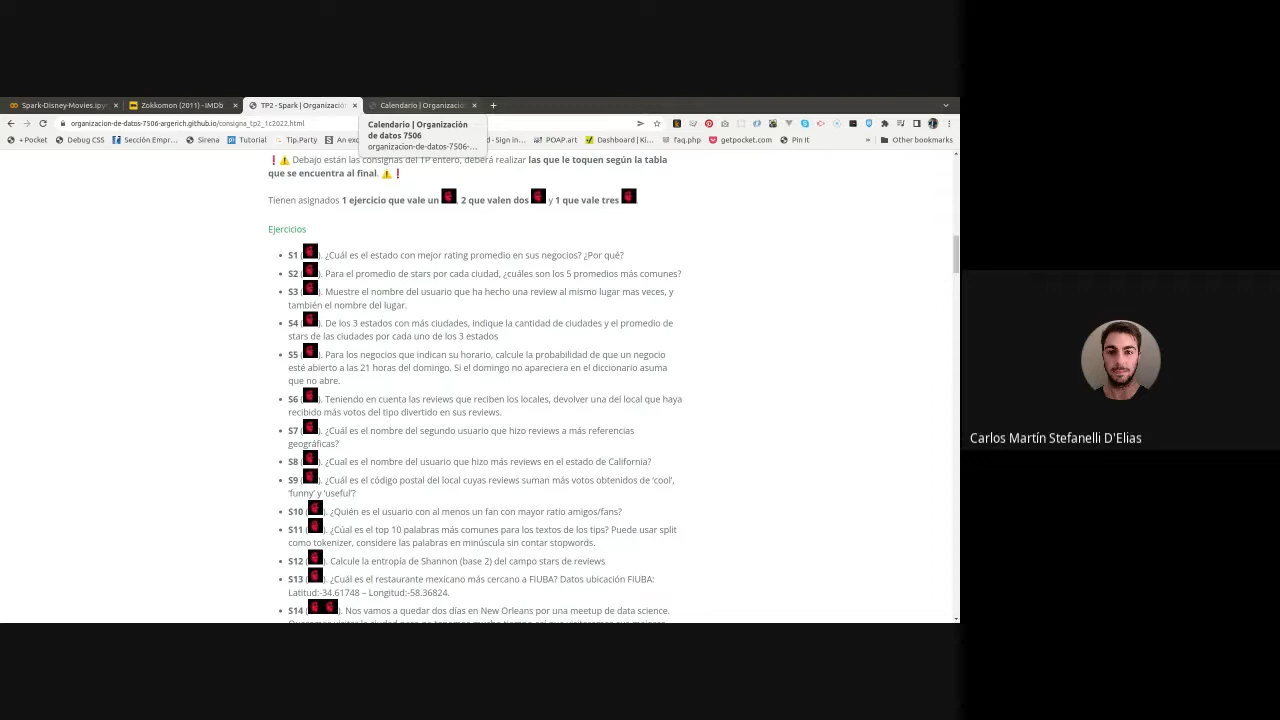 Spark-Disney-Movies.ipy
Zokkomon (2011) - IMDb
TP2 - Spark | Organizació
Calendario | Organizació
organizacion-de-datos-7506-argerich.github.io/consigna_tp2_1c2022.html
Calendario | Organización
de datos 7506
organizacion-de-datos-7506-...
+Pocket
Debug CSS
Sección Empr...
Sirena
Tutorial
Tip.Party
An exc
- Sign in...
POAP.art
Dashboard | Ki...
faq.php
getpocket.com
Pin it
»
Other bookmarks
❗⚠️ Debajo están las consignas del TP entero, deberá realizar las que le toquen según la tabla
que se encuentra al final. ⚠️❗
Tienen asignados 1 ejercicio que vale un , 2 que valen dos y 1 que vale tres .
Ejercicios
S1 ( ). ¿Cuál es el estado con mejor rating promedio en sus negocios? ¿Por qué?
S2 ( ). Para el promedio de stars por cada ciudad, ¿cuáles son los 5 promedios más comunes?
S3 ( ). Muestre el nombre del usuario que ha hecho una review al mismo lugar mas veces, y
también el nombre del lugar.
S4 ( ). De los 3 estados con más ciudades, indique la cantidad de ciudades y el promedio de
stars de las ciudades por cada uno de los 3 estados
S5 ( ). Para los negocios que indican su horario, calcule la probabilidad de que un negocio
esté abierto a las 21 horas del domingo. Si el domingo no apareciera en el diccionario asuma
que no abre.
S6 ( ). Teniendo en cuenta las reviews que reciben los locales, devolver una del local que haya
recibido más votos del tipo divertido en sus reviews.
S7 ( ). ¿Cuál es el nombre del segundo usuario que hizo reviews a más referencias
geográficas?
S8 ( ). ¿Cual es el nombre del usuario que hizo más reviews en el estado de California?
S9 ( ). ¿Cuál es el código postal del local cuyas reviews suman más votos obtenidos de 'cool',
'funny' y 'useful'?
S10 ( ). ¿Quién es el usuario con al menos un fan con mayor ratio amigos/fans?
S11 ( ). ¿Cúal es el top 10 palabras más comunes para los textos de los tips? Puede usar split
como tokenizer, considere las palabras en minúscula sin contar stopwords.
S12 ( ). Calcule la entropía de Shannon (base 2) del campo stars de reviews
S13 ( ). ¿Cuál es el restaurante mexicano más cercano a FIUBA? Datos ubicación FIUBA:
Latitud:-34.61748 – Longitud:-58.36824.
S14 ( ). Nos vamos a quedar dos días en New Orleans por una meetup de data science.
Carlos Martín Stefanelli D'Elias